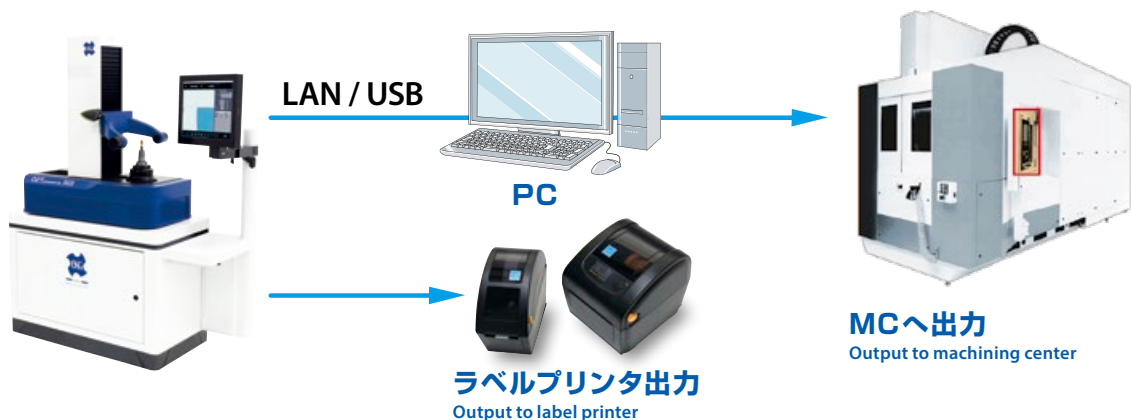 LAN / USB
PC
MCへ出力
Output to machining center
ラベルプリンタ出力
Output to label printer